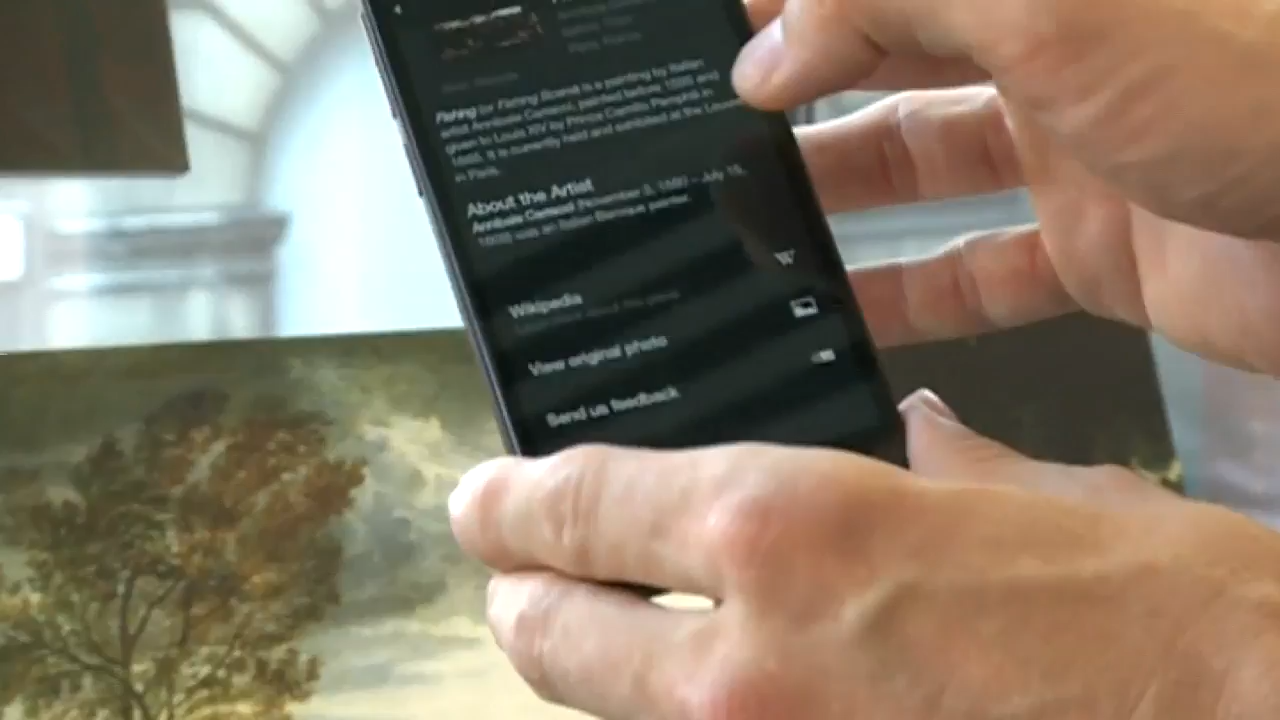 Fishing (or Fishing Scene) is a painting by Italian
artist Annibale Carracci, painted before 1595 and
given to Louis XIV by Prince Camillo Pamphili in
1665. It is currently held and exhibited at the Louvre
in Paris.
About the Artist
Annibale Carracci (November 3, 1560 – July 15,
1609) was an Italian Baroque painter.
Wikipedia
W
View original photo
Send us feedback